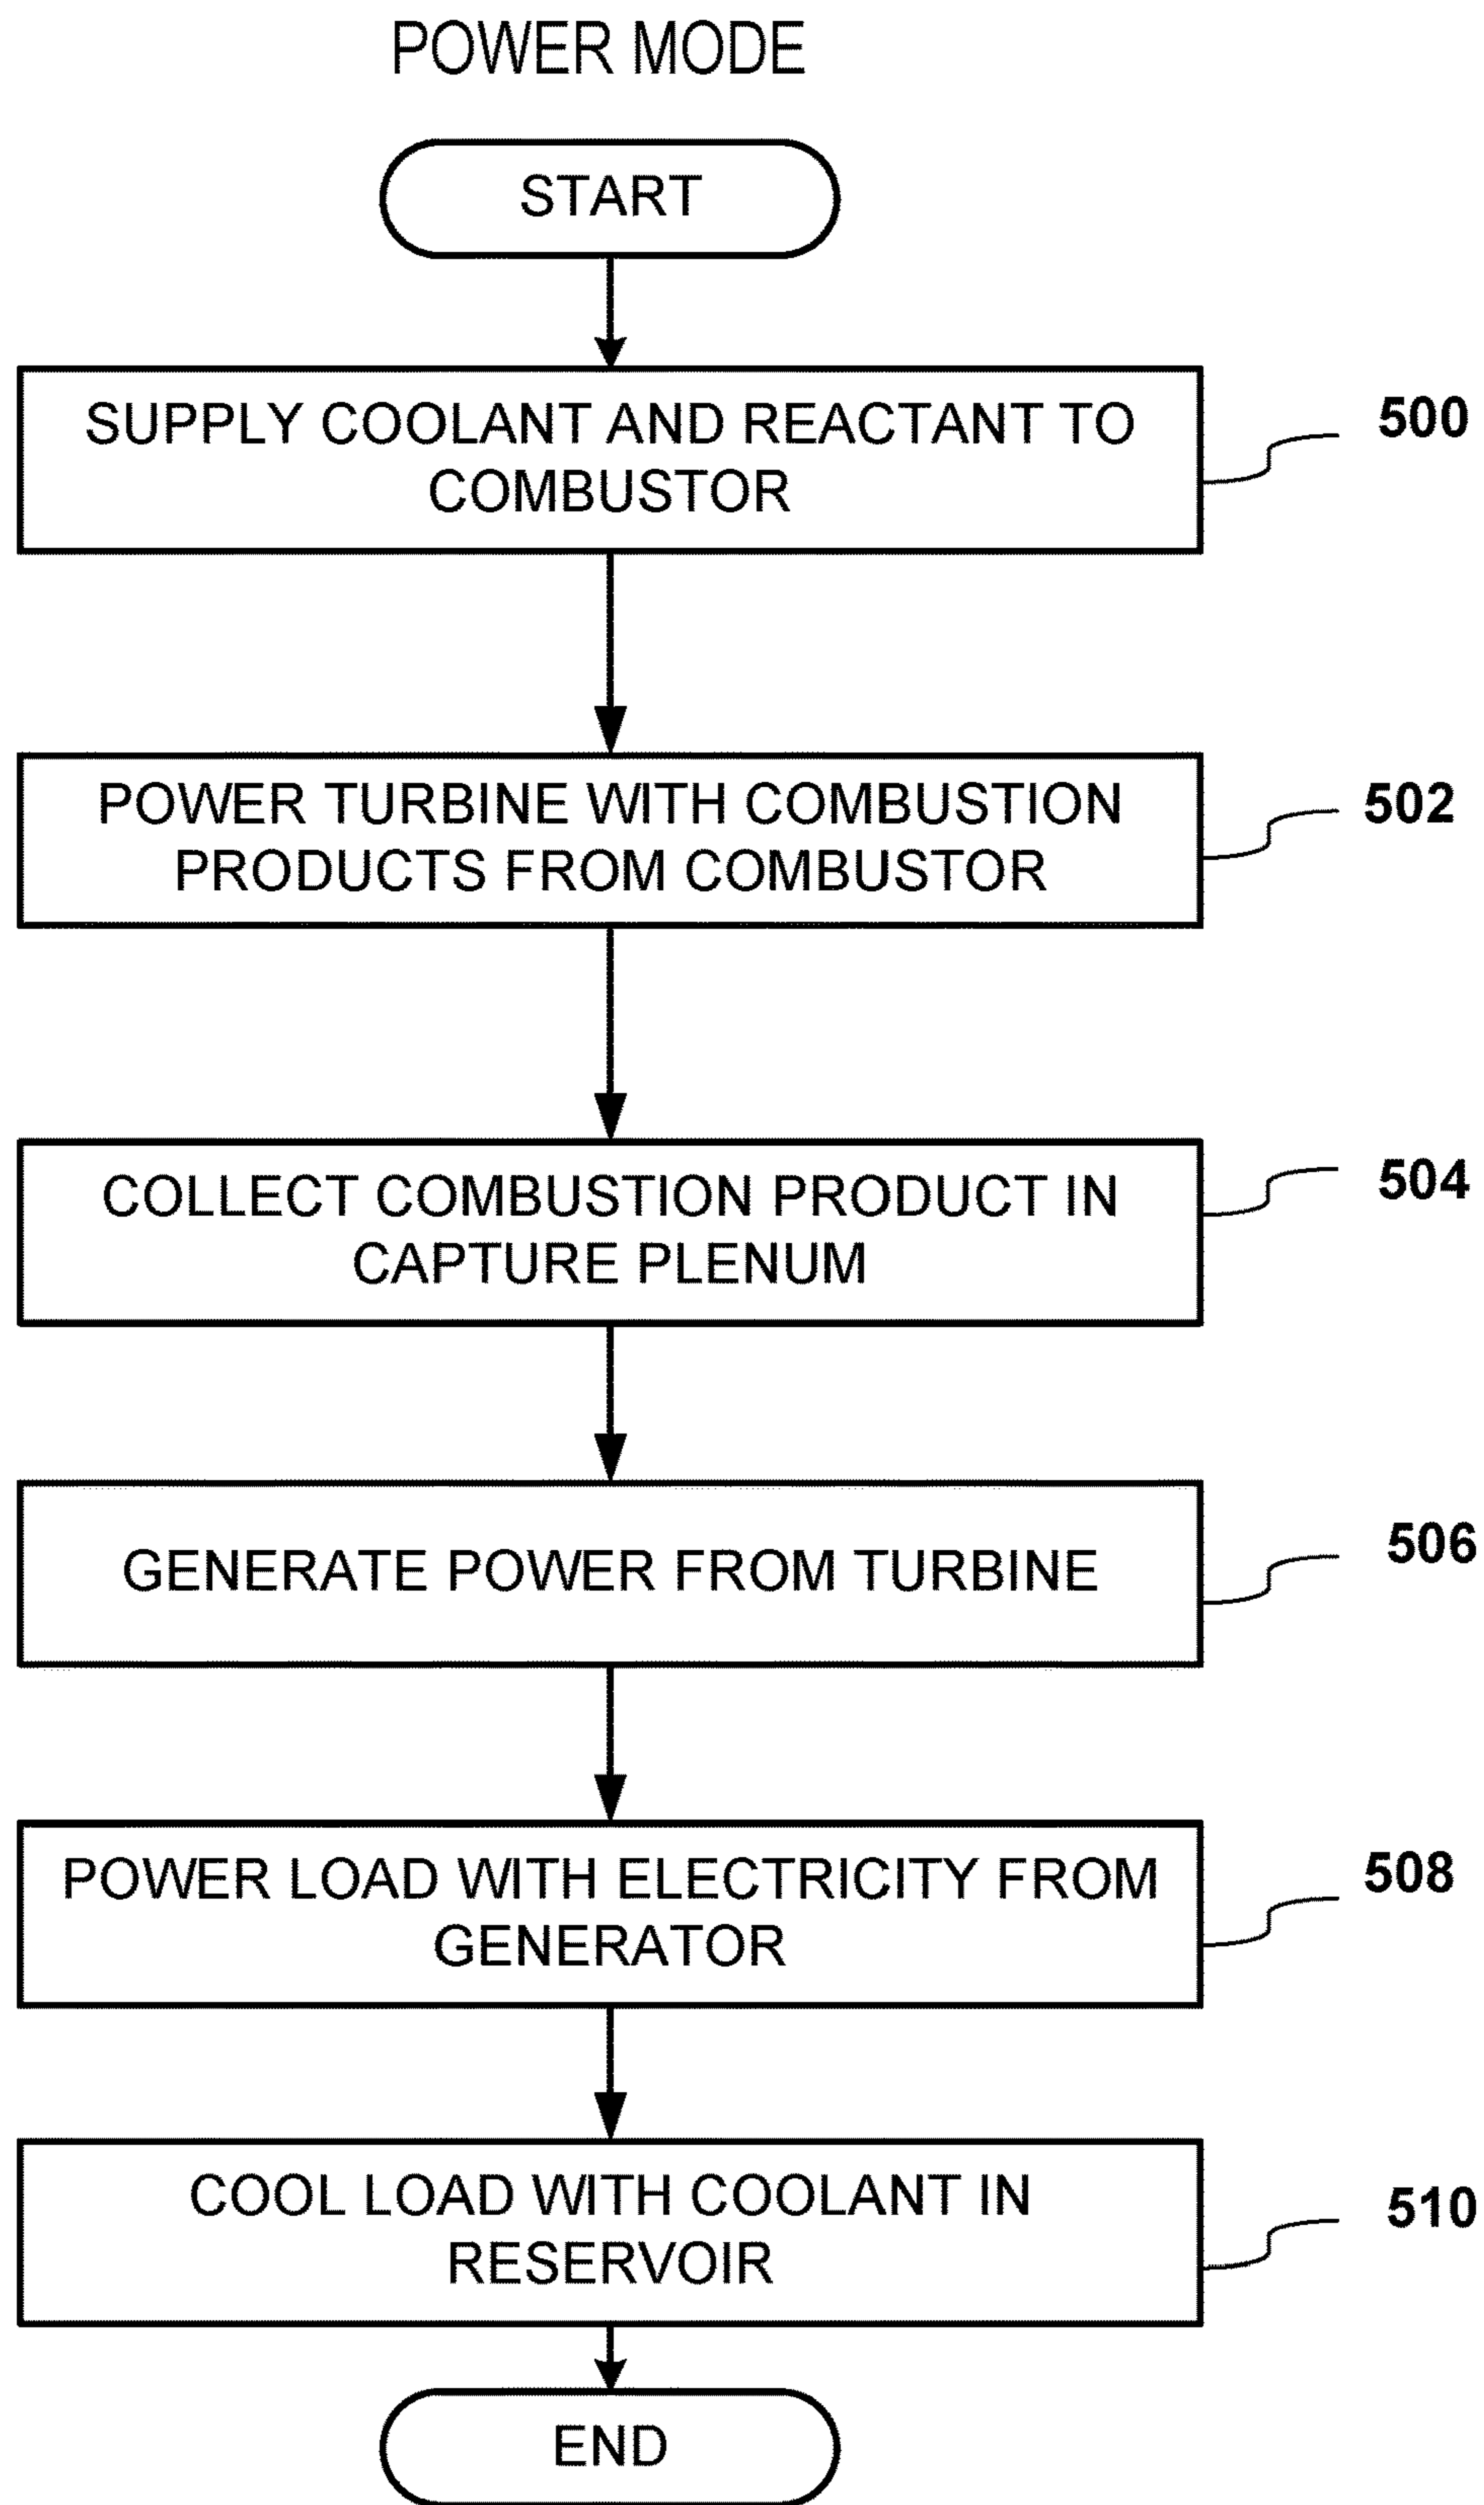 POWER MODE
START
SUPPLY COOLANT AND REACTANT TO
COMBUSTOR
500
POWER TURBINE WITH COMBUSTION
PRODUCTS FROM COMBUSTOR
502
COLLECT COMBUSTION PRODUCT IN
CAPTURE PLENUM
504
GENERATE POWER FROM TURBINE
506
POWER LOAD WITH ELECTRICITY FROM
GENERATOR
508
COOL LOAD WITH COOLANT IN
RESERVOIR
510
END